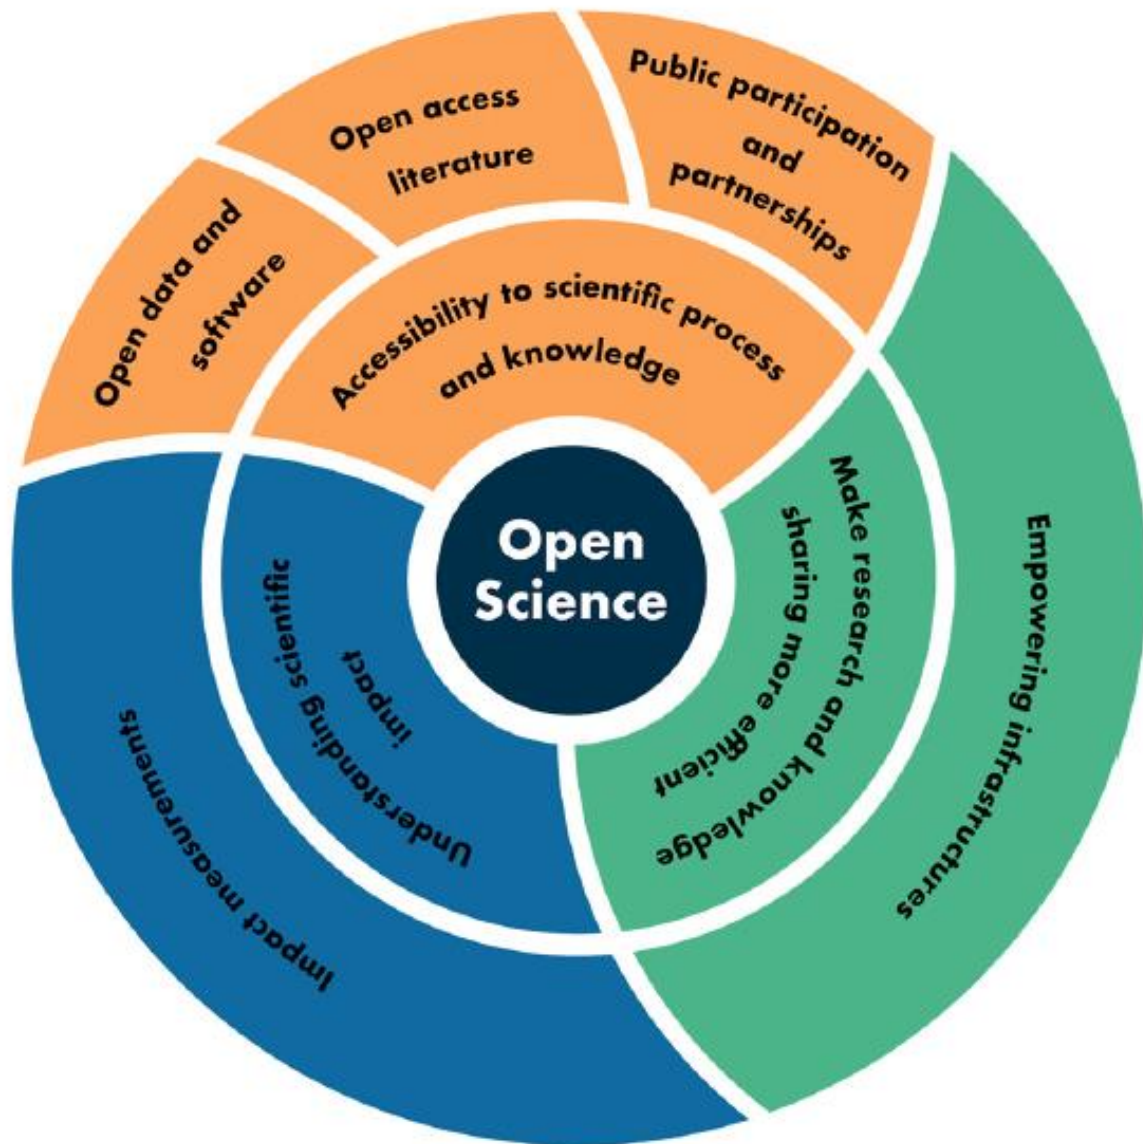 Open data and
software
Open access
literature
Public participation
and
partnerships
Accessibility to scientific process
and knowledge
Open
Science
Make research and knowledge
sharing more efficient
Empowering infrastructures
Understanding scientific
impact
Impact measurements